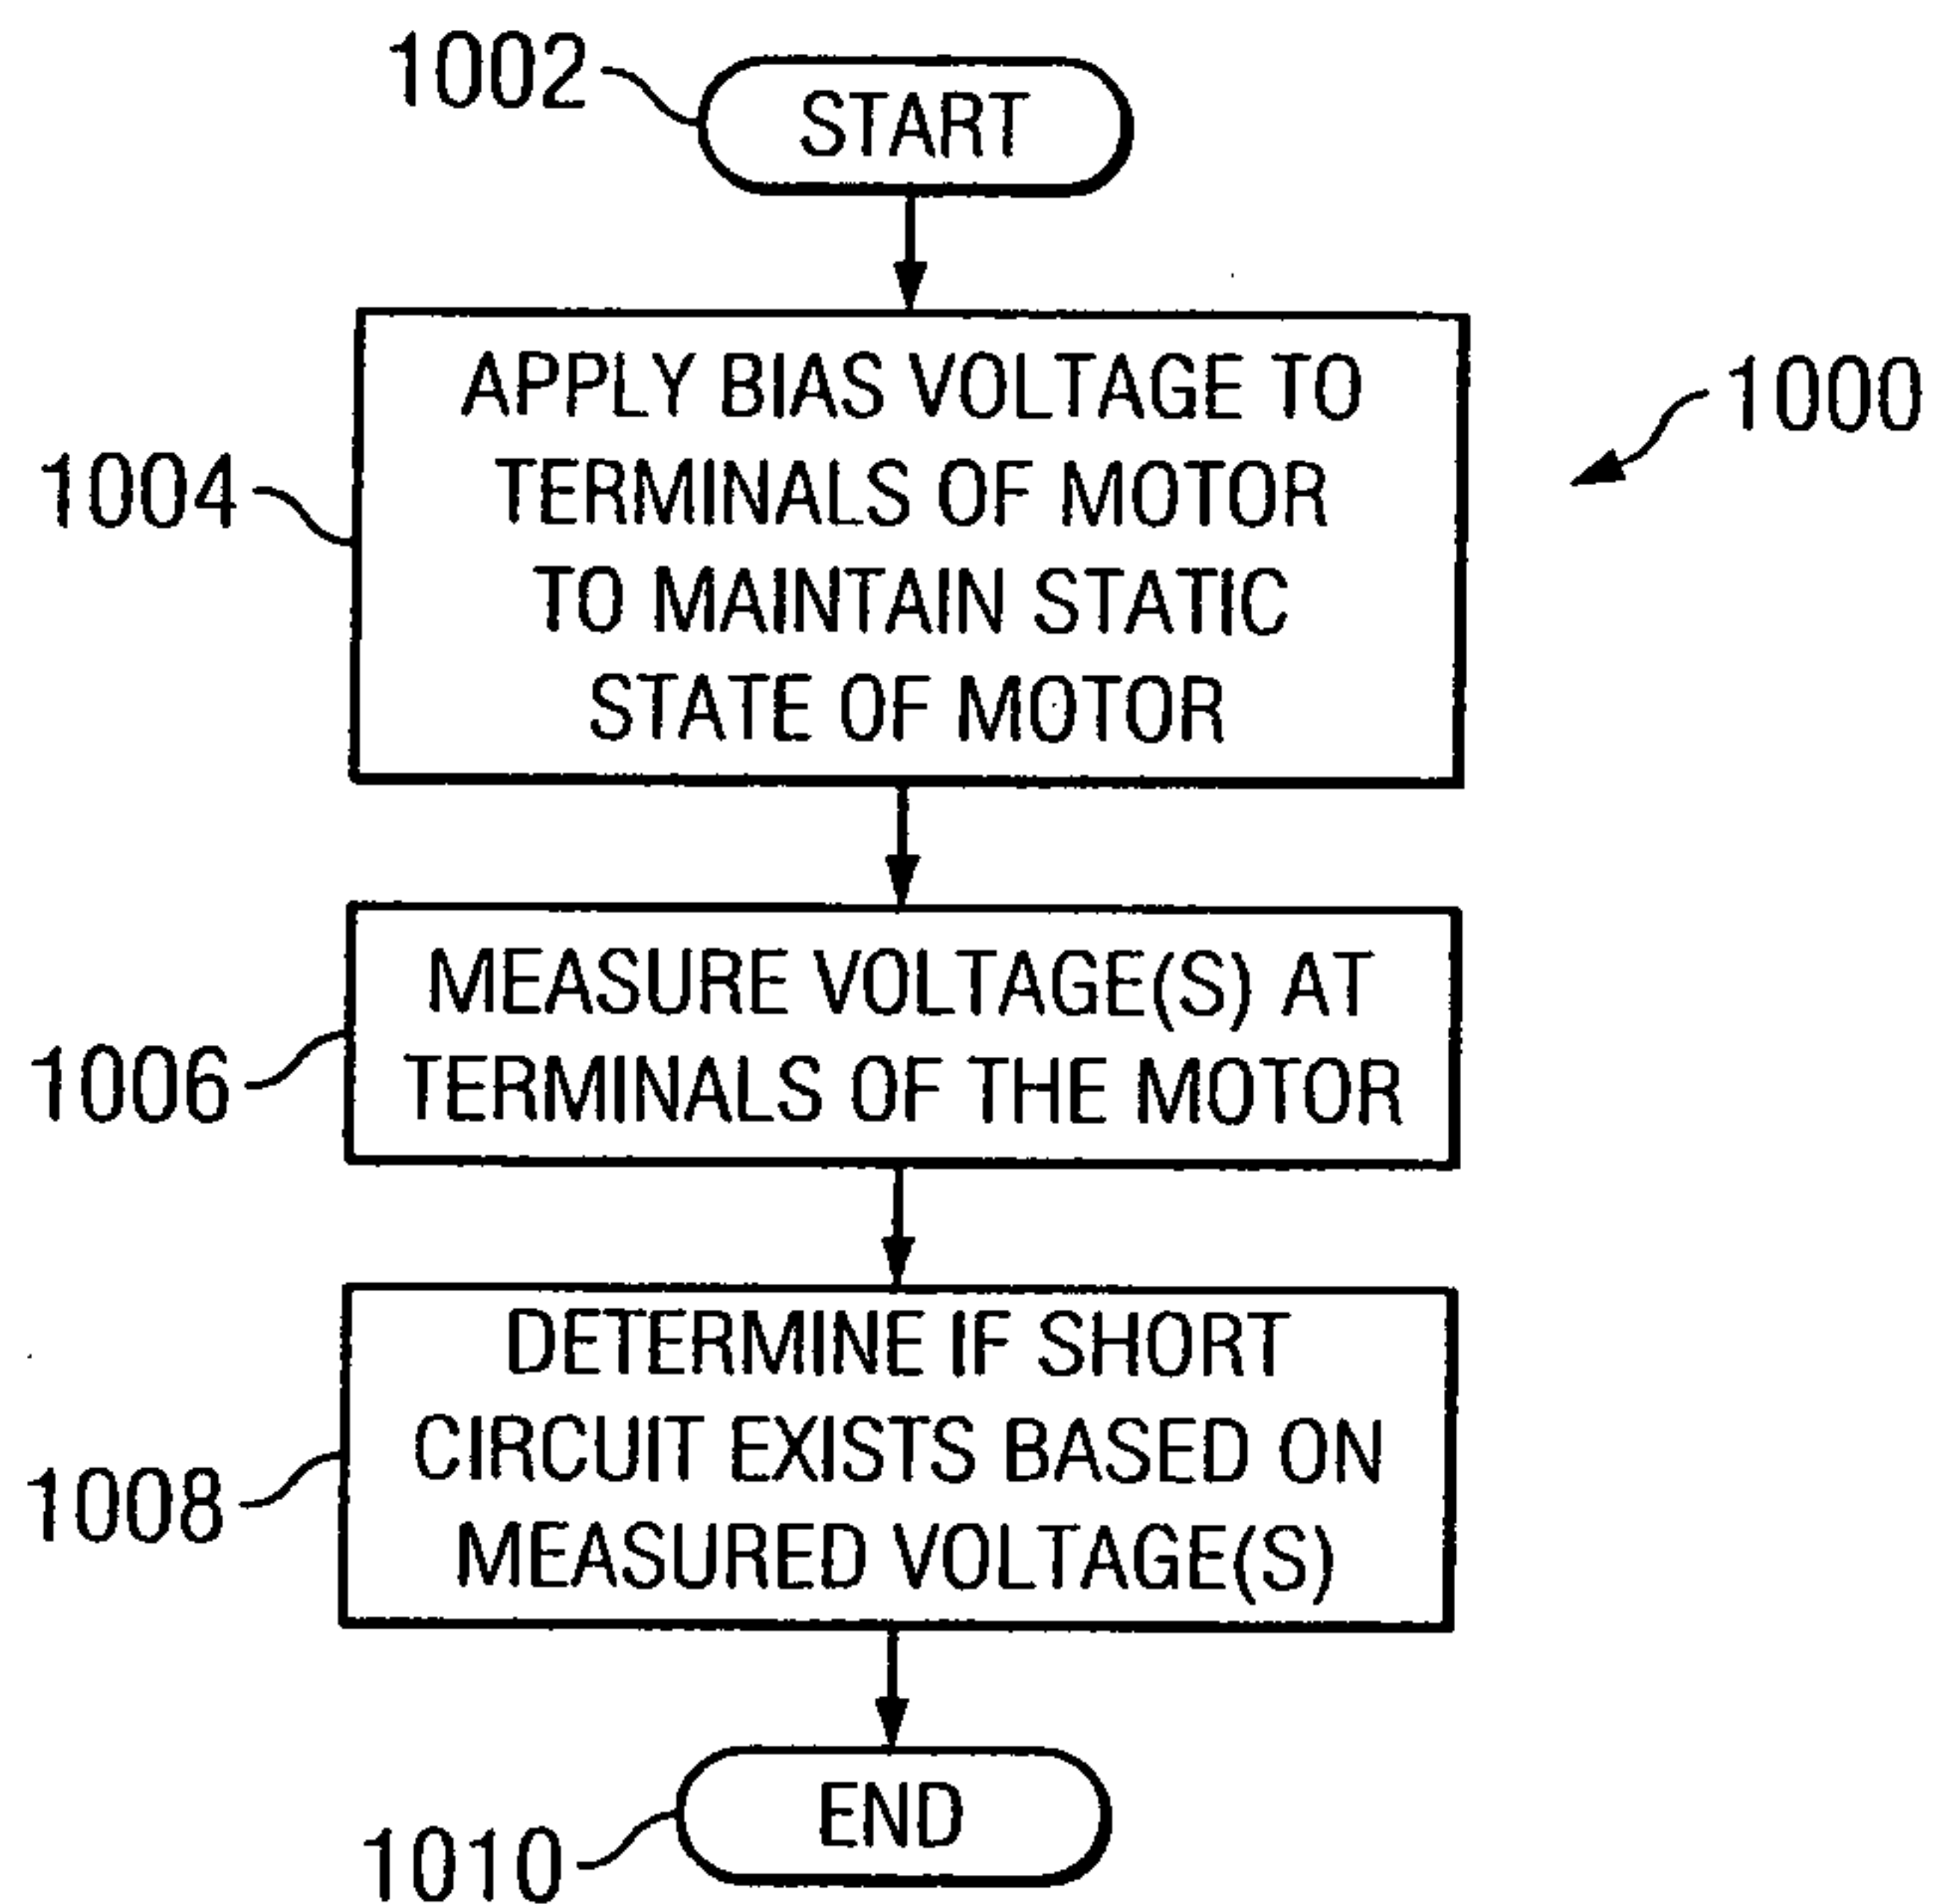 1002
START
APPLY BIAS VOLTAGE TO
TERMINALS OF MOTOR
TO MAINTAIN STATIC
STATE OF MOTOR
1000
1004
MEASURE VOLTAGE(S) AT
TERMINALS OF THE MOTOR
1006
DETERMINE IF SHORT
CIRCUIT EXISTS BASED ON
MEASURED VOLTAGE(S)
1008
END
1010